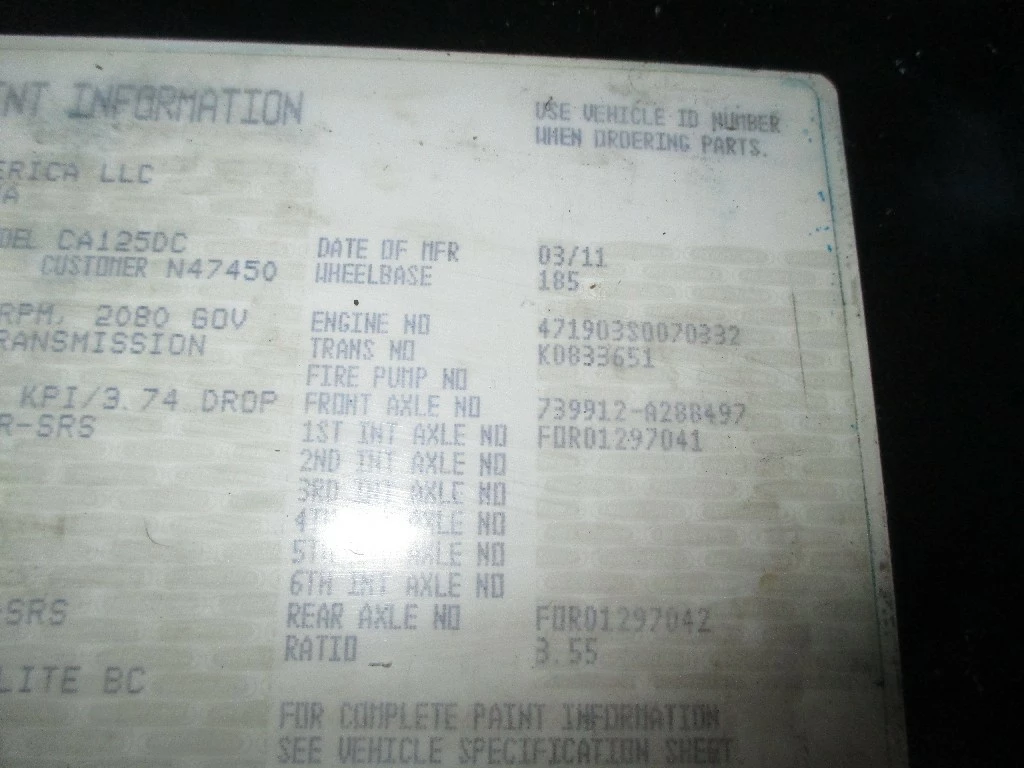 NT INFORMATION
USE VEHICLE ID NUMBER
WHEN ORDERING PARTS.
ERICA LLC
A
DEL CA125DC
CUSTOMER N47450
DATE OF MFR 03/11
WHEELBASE 185
RPM, 2080 GOV
RANSMISSION
ENGINE NO 471903S0070332
TRANS NO K0833651
FIRE PUMP NO
KPI/3.74 DROP
R-SRS
FRONT AXLE NO 739912-A288497
1ST INT AXLE NO FOR01297041
2ND INT AXLE NO
3RD INT AXLE NO
4TH AXLE NO
5TH AXLE NO
6TH INT AXLE NO
-SRS
REAR AXLE NO FOR01297042
RATIO 3.55
LITE BC
FOR COMPLETE PAINT INFORMATION
SEE VEHICLE SPECIFICATION SHEET.